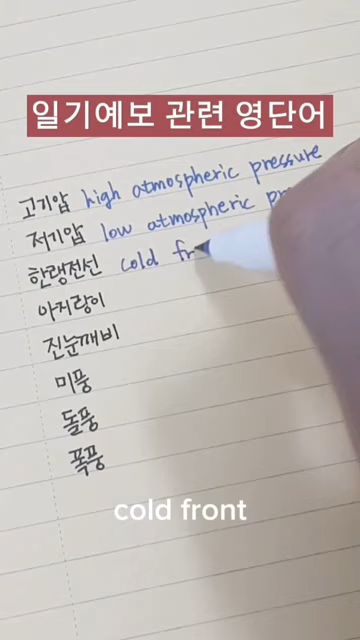 일기예보 관련 영단어
고기압 high atmospheric pressure
저기압 low atmospheric
한랭전선 cold fr
아지랑이
진눈깨비
미풍
돌풍
폭풍
cold front